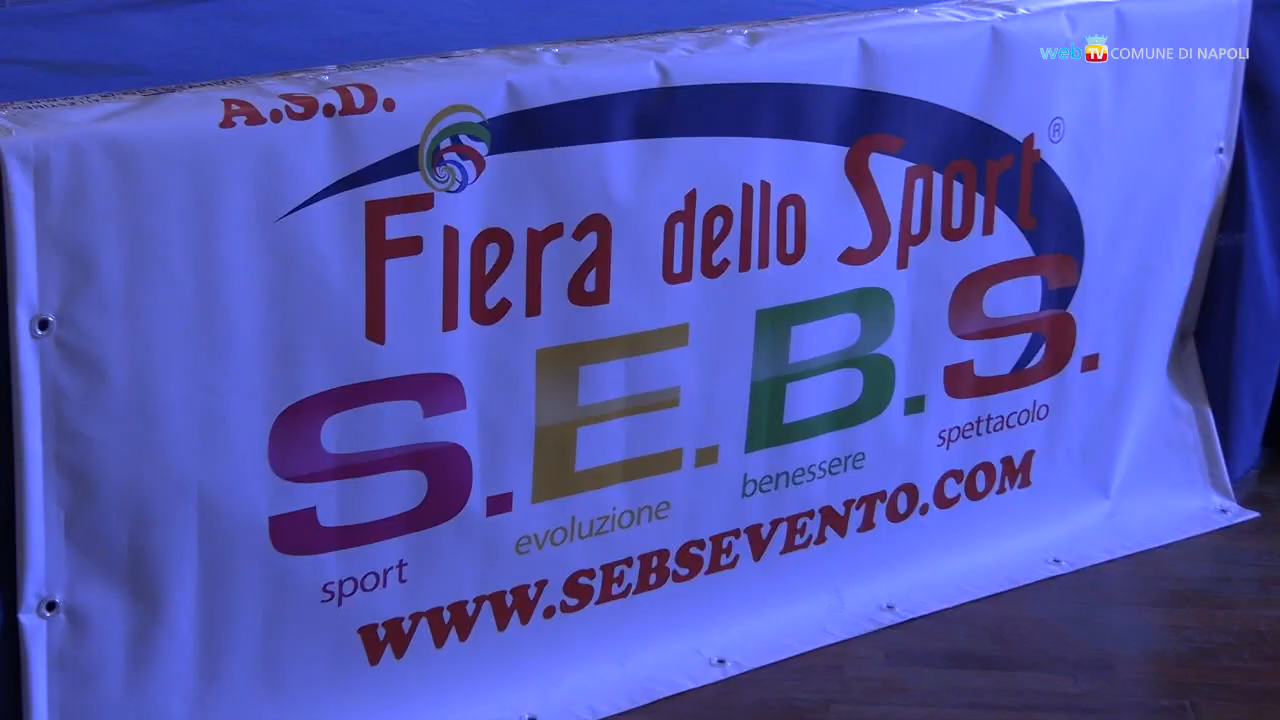 web TV COMUNE DI NAPOLI
A.S.D.
Fiera dello Sport ®
S.E.B.S.
sport evoluzione benessere spettacolo
WWW.SEBSEVENTO.COM